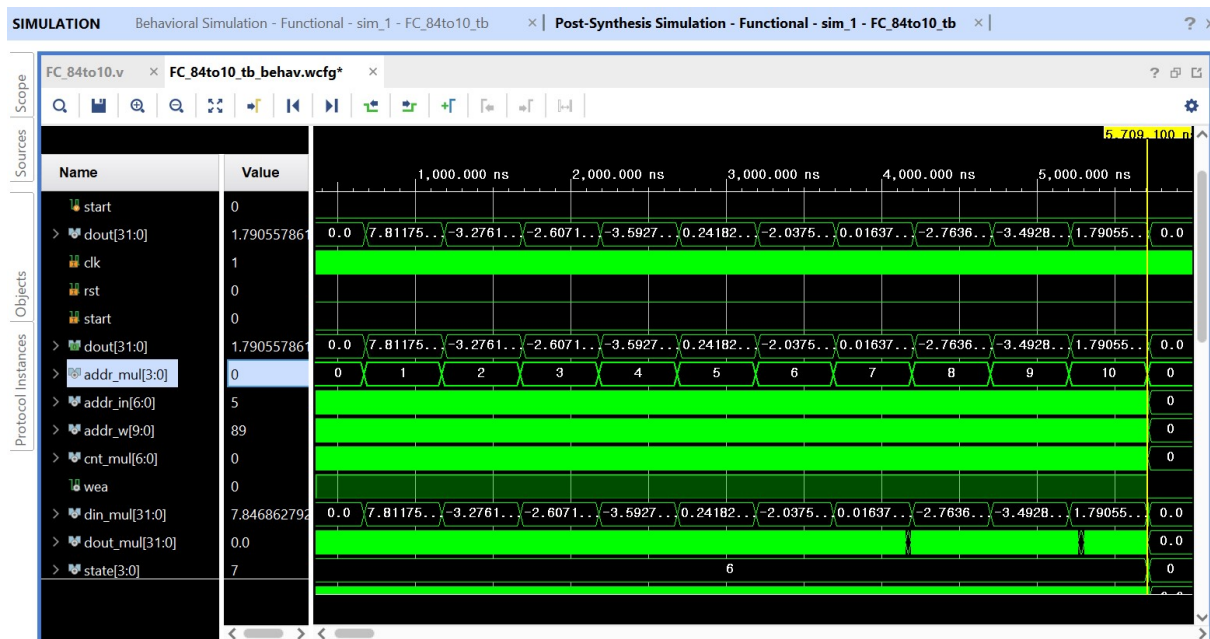 SIMULATION Behavioral Simulation - Functional - sim_1 - FC_84to10_tb × Post-Synthesis Simulation - Functional - sim_1 - FC_84to10_tb × ?
FC_84to10.v × FC_84to10_tb_behav.wcfg* × ?
Scope
Sources
Objects
Protocol Instances
5,709.100 n
Name Value 1,000.000 ns 2,000.000 ns 3,000.000 ns 4,000.000 ns 5,000.000 ns
start 0
> dout[31:0] 1.790557861 0.0 7.81175... -3.2761... -2.6071... -3.5927... 0.24182... -2.0375... 0.01637... -2.7636... -3.4928... 1.79055... 0.0
clk 1
rst 0
start 0
> dout[31:0] 1.790557861 0.0 7.81175... -3.2761... -2.6071... -3.5927... 0.24182... -2.0375... 0.01637... -2.7636... -3.4928... 1.79055... 0.0
> addr_mul[3:0] 0 0 1 2 3 4 5 6 7 8 9 10 0
> addr_in[6:0] 5 0
> addr_w[9:0] 89 0
> cnt_mul[6:0] 0 0
wea 0
> din_mul[31:0] 7.846862792 0.0 7.81175... -3.2761... -2.6071... -3.5927... 0.24182... -2.0375... 0.01637... -2.7636... -3.4928... 1.79055... 0.0
> dout_mul[31:0] 0.0 0.0
> state[3:0] 7 6 0